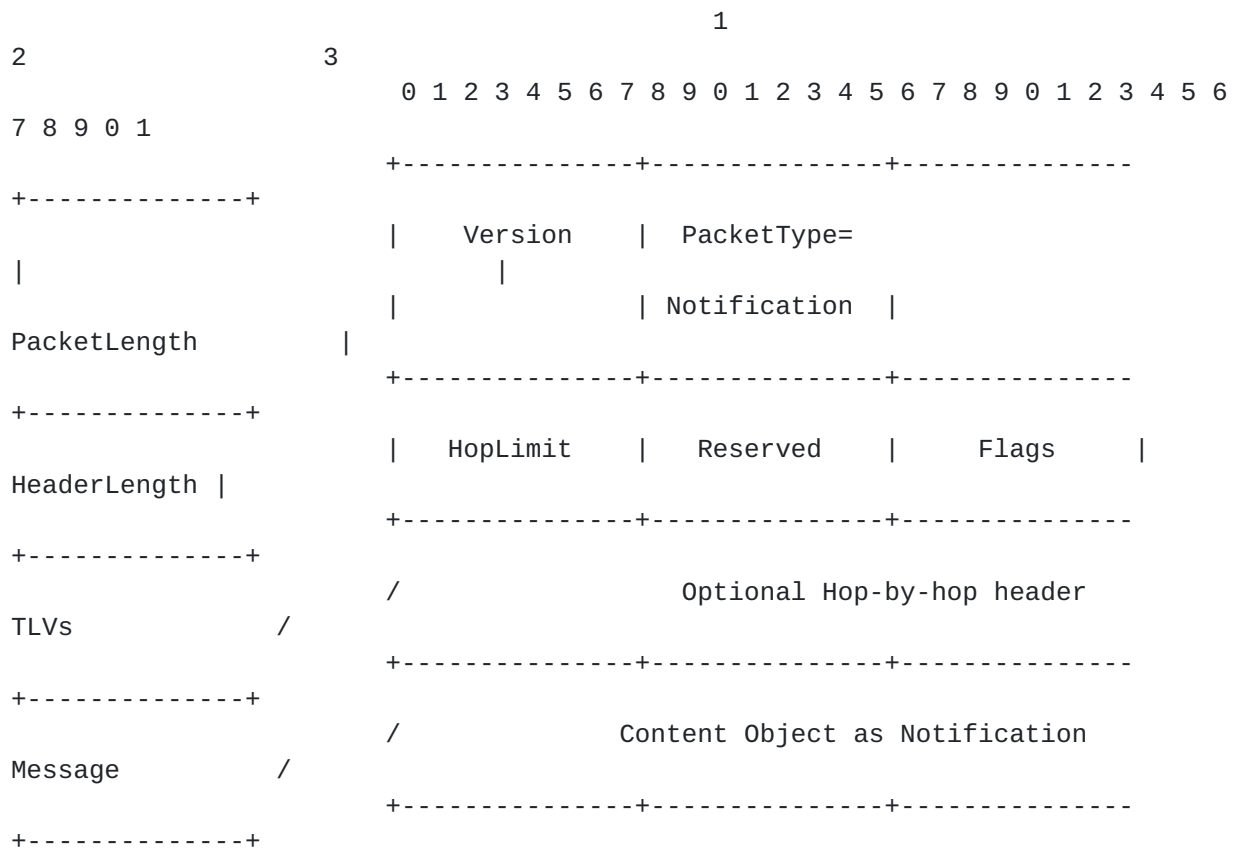 1
2                   3
                         0 1 2 3 4 5 6 7 8 9 0 1 2 3 4 5 6 7 8 9 0 1 2 3 4 5 6
7 8 9 0 1
                        +---------------+---------------+---------------
+--------------+
                        |    Version    |  PacketType=
|                              |
                        |               | Notification  |
PacketLength         |
                        +---------------+---------------+---------------
+--------------+
                        |   HopLimit    |   Reserved    |     Flags     |
HeaderLength |
                        +---------------+---------------+---------------
+--------------+
                        /                  Optional Hop-by-hop header
TLVs             /
                        +---------------+---------------+---------------
+--------------+
                        /              Content Object as Notification
Message          /
                        +---------------+---------------+---------------
+--------------+